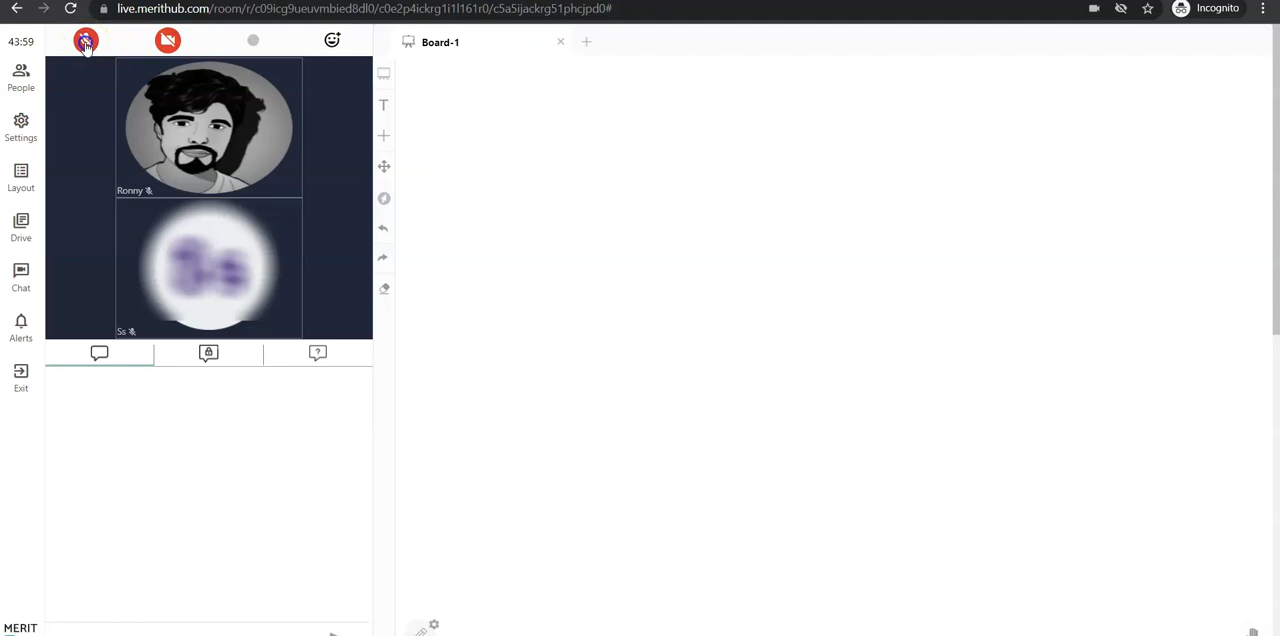 live.merithub.com/room/r/c09icg9ueuvmbied8dl0/c0e2p4ickrg1i1l161r0/c5a5ijackrg51phcjpd0#
Incognito
43:59
Board-1
People
Settings
Layout
Drive
Chat
Alerts
Exit
Ronny
Ss
T
MERIT